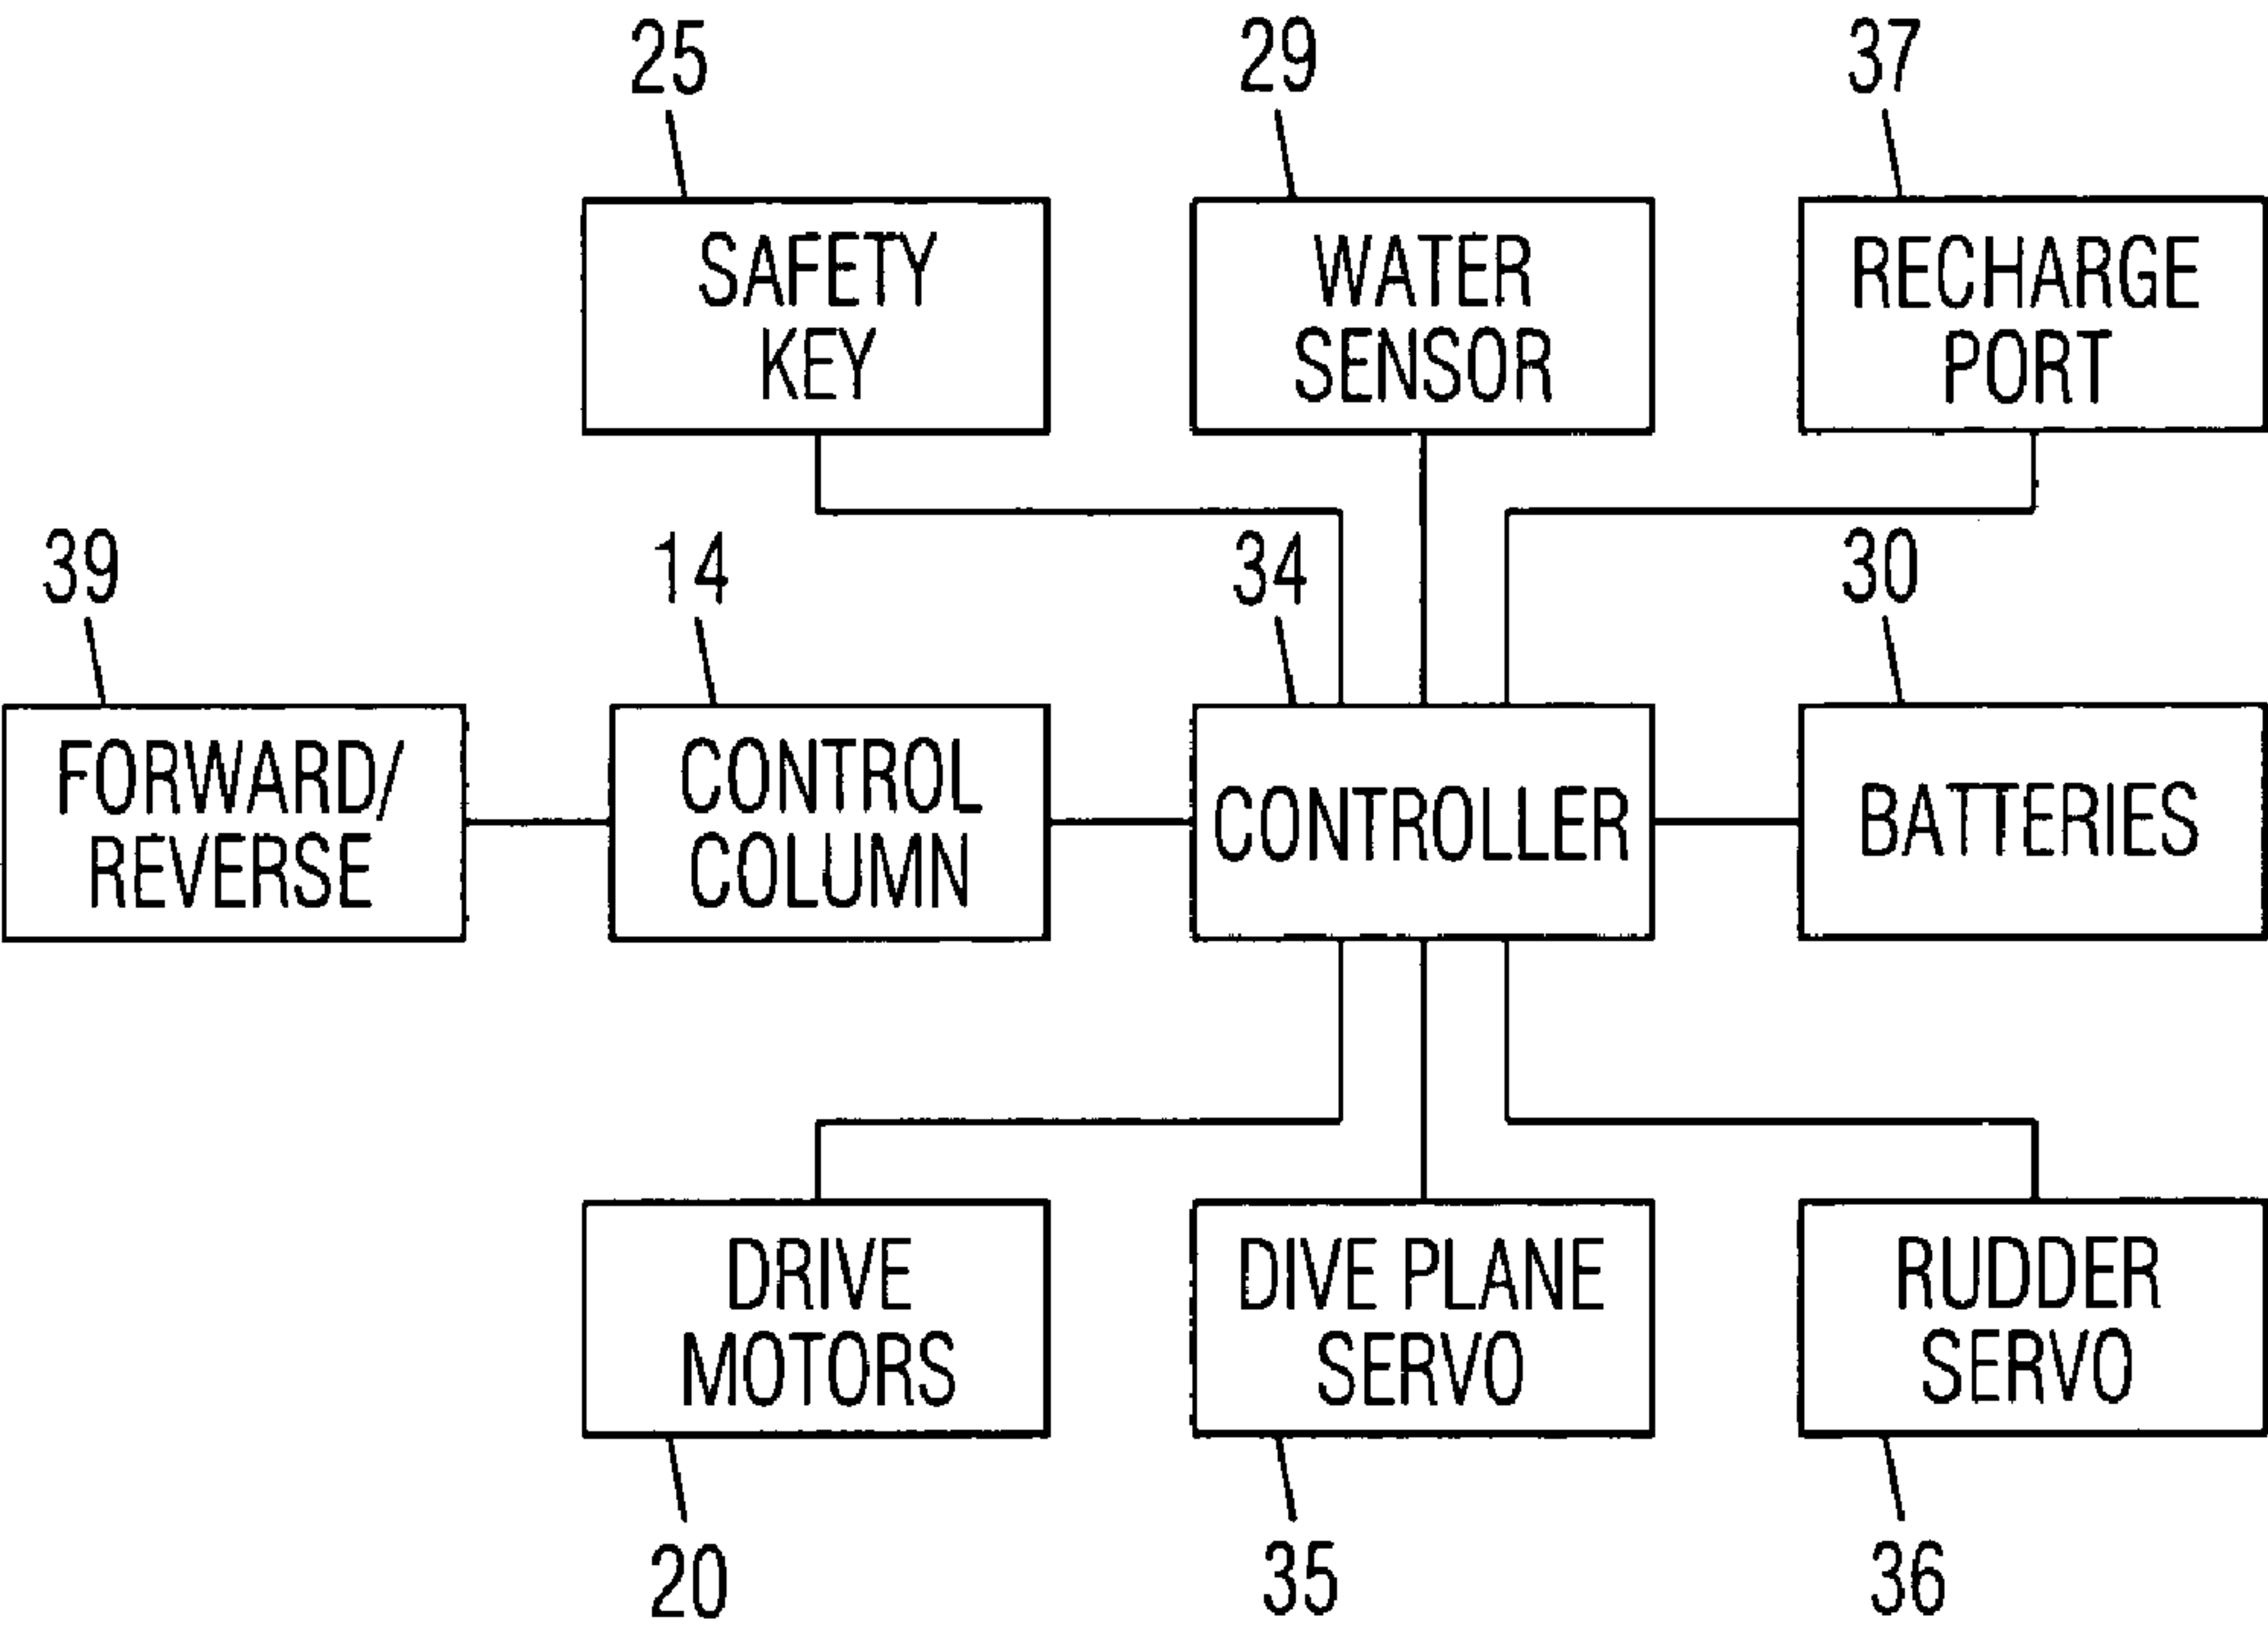 25
29
37
SAFETY
KEY
WATER
SENSOR
RECHARGE
PORT
39
14
34
30
FORWARD/
REVERSE
CONTROL
COLUMN
CONTROLLER
BATTERIES
DRIVE
MOTORS
DIVE PLANE
SERVO
RUDDER
SERVO
20
35
36